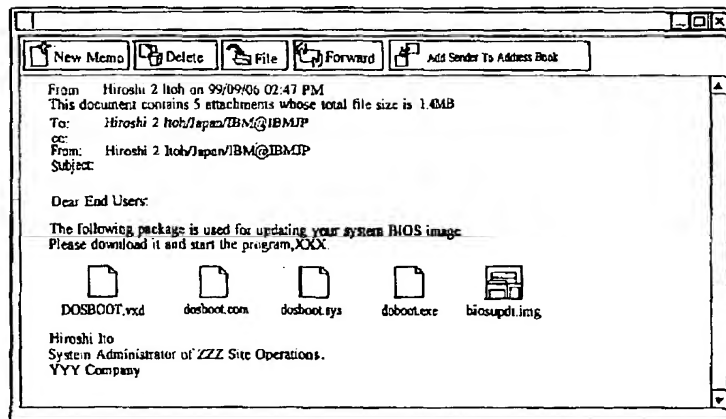 New Memo Delete File Forward Add Sender To Address Book
From Hiroshi 2 Itoh on 99/09/06 02:47 PM
This document contains 5 attachments whose total file size is 1.4MB
To: Hiroshi 2 Itoh/Japan/IBM@IBMJP
cc:
From: Hiroshi 2 Itoh/Japan/IBM@IBMJP
Subject:
Dear End Users:
The following package is used for updating your system BIOS image
Please download it and start the program,XXX.
DOSBOOT.vxd dosboot.com dosboot.sys doboot.exe biosupdt.img
Hiroshi Ito
System Administrator of ZZZ Site Operations.
YYY Company